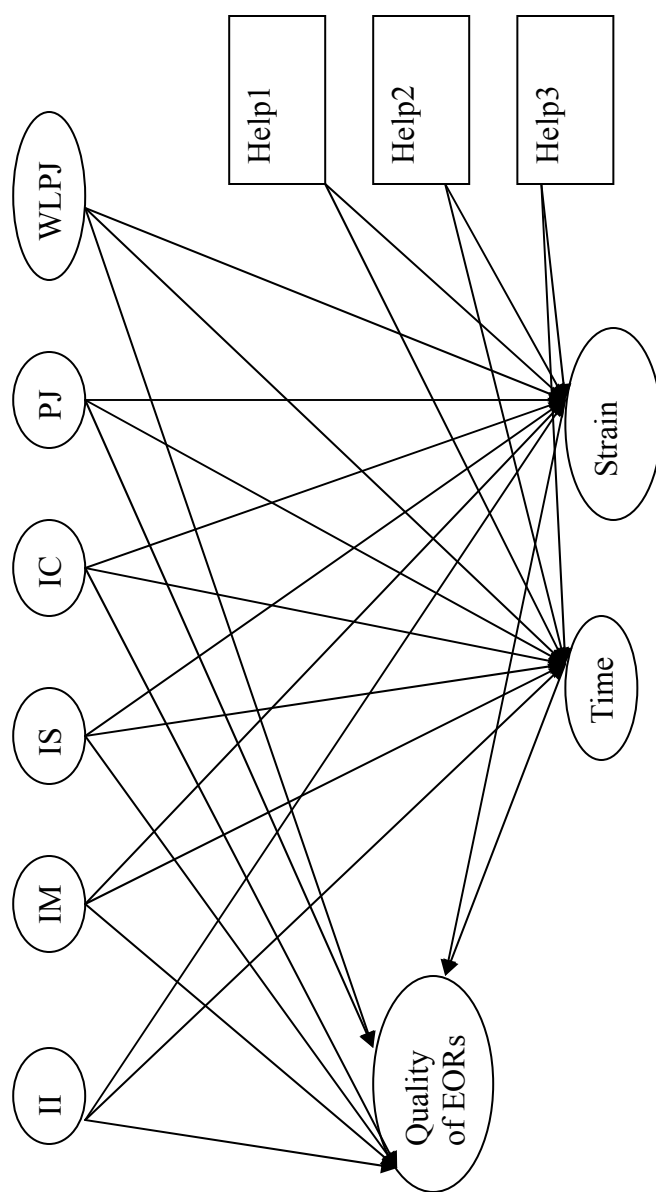 II
IM
IS
IC
PJ
WLPJ
Help1
Help2
Help3
Quality
of EORs
Time
Strain